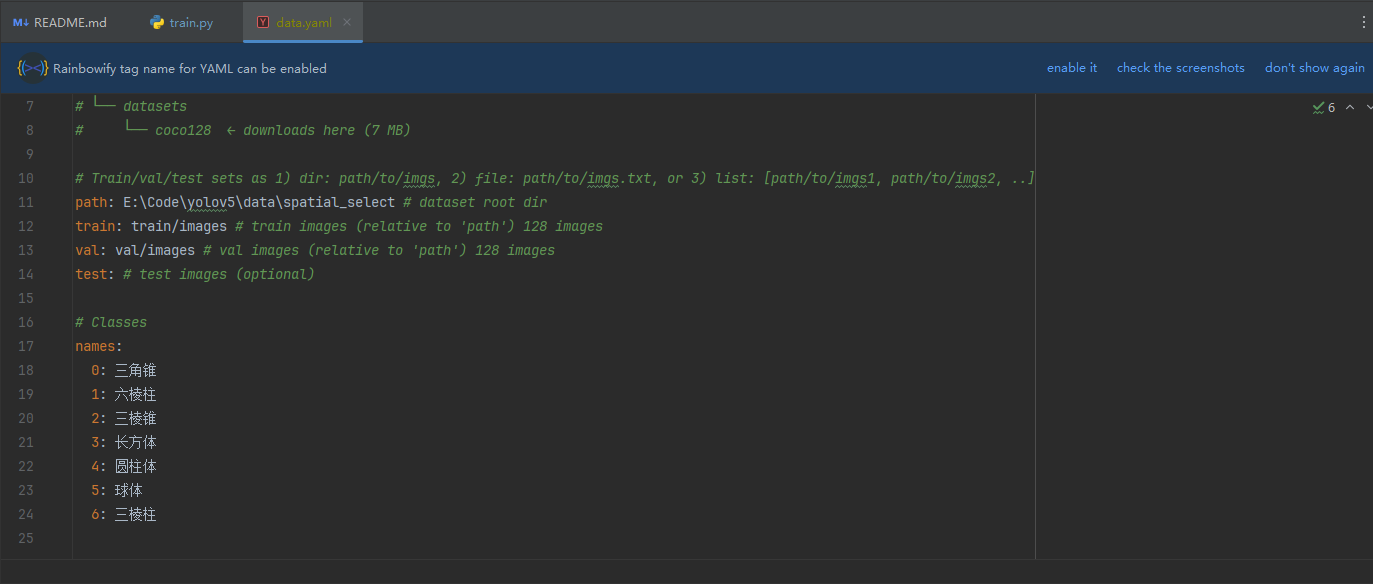 README.md train.py data.yaml
Rainbowify tag name for YAML can be enabled enable it check the screenshots don't show again
6
7 # └── datasets
8 #     └── coco128  ← downloads here (7 MB)
9
10 # Train/val/test sets as 1) dir: path/to/imgs, 2) file: path/to/imgs.txt, or 3) list: [path/to/imgs1, path/to/imgs2, ..]
11 path: E:\Code\yolov5\data\spatial_select # dataset root dir
12 train: train/images # train images (relative to 'path') 128 images
13 val: val/images # val images (relative to 'path') 128 images
14 test: # test images (optional)
15
16 # Classes
17 names:
18   0: 三角锥
19   1: 六棱柱
20   2: 三棱锥
21   3: 长方体
22   4: 圆柱体
23   5: 球体
24   6: 三棱柱
25